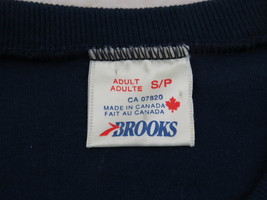 ADULT S/P
ADULTE
CA 07820
MADE IN CANADA
FAIT AU CANADA
BROOKS